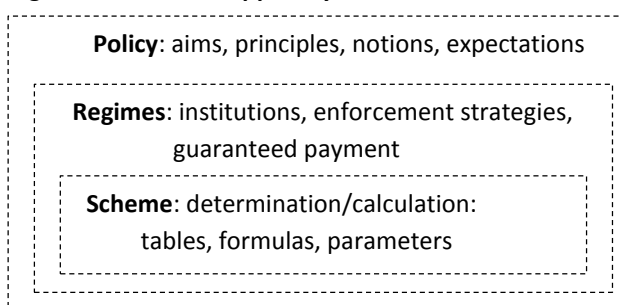 Policy: aims, principles, notions, expectations
Regimes: institutions, enforcement strategies,
guaranteed payment
Scheme: determination/calculation:
tables, formulas, parameters